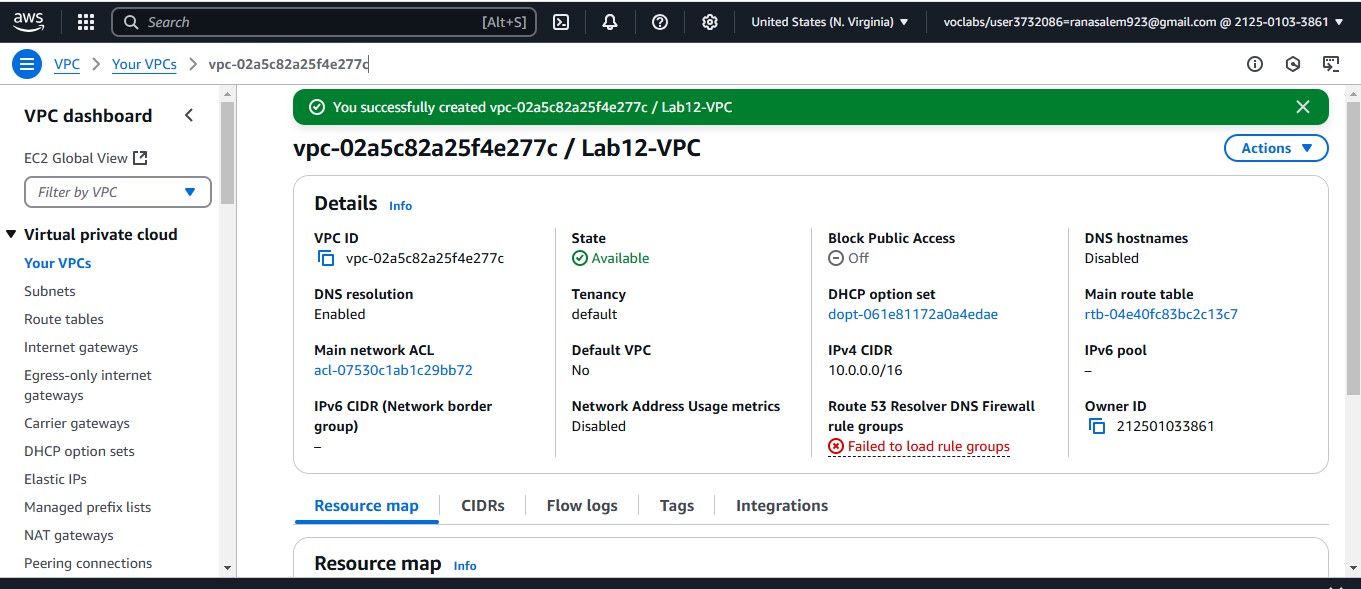 aws
Search [Alt+S]
United States (N. Virginia)
voclabs/user3732086=ranasalem923@gmail.com @ 2125-0103-3861
VPC
Your VPCs
vpc-02a5c82a25f4e277c
VPC dashboard
EC2 Global View
Filter by VPC
Virtual private cloud
Your VPCs
Subnets
Route tables
Internet gateways
Egress-only internet
gateways
Carrier gateways
DHCP option sets
Elastic IPs
Managed prefix lists
NAT gateways
Peering connections
You successfully created vpc-02a5c82a25f4e277c / Lab12-VPC
vpc-02a5c82a25f4e277c / Lab12-VPC
Actions
Details Info
VPC ID
vpc-02a5c82a25f4e277c
State
Available
Block Public Access
Off
DNS hostnames
Disabled
DNS resolution
Enabled
Tenancy
default
DHCP option set
dopt-061e81172a0a4edae
Main route table
rtb-04e40fc83bc2c13c7
Main network ACL
acl-07530c1ab1c29bb72
Default VPC
No
IPv4 CIDR
10.0.0.0/16
IPv6 pool
–
IPv6 CIDR (Network border
group)
–
Network Address Usage metrics
Disabled
Route 53 Resolver DNS Firewall
rule groups
Failed to load rule groups
Owner ID
212501033861
Resource map
CIDRs
Flow logs
Tags
Integrations
Resource map Info